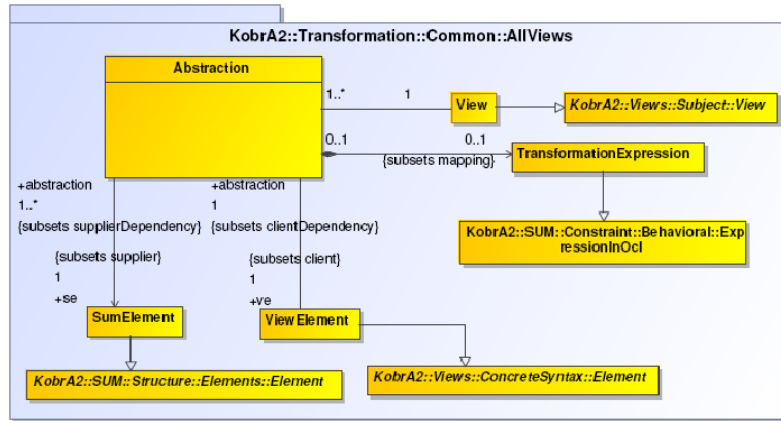 KobrA2::Transformation::Common::AllViews
Abstraction
1..* 1
View
KobrA2::Views::Subject::View
0..1 0..1
{subsets mapping}
TransformationExpression
+abstraction +abstraction
1..* 1
{subsets supplierDependency} {subsets clientDependency}
KobrA2::SUM::Constraint::Behavioral::Exp
ressionInOcl
{subsets supplier} {subsets client}
1 1
+se +ve
SumElement
ViewElement
KobrA2::SUM::Structure::Elements::Element
KobrA2::Views::ConcreteSyntax::Element